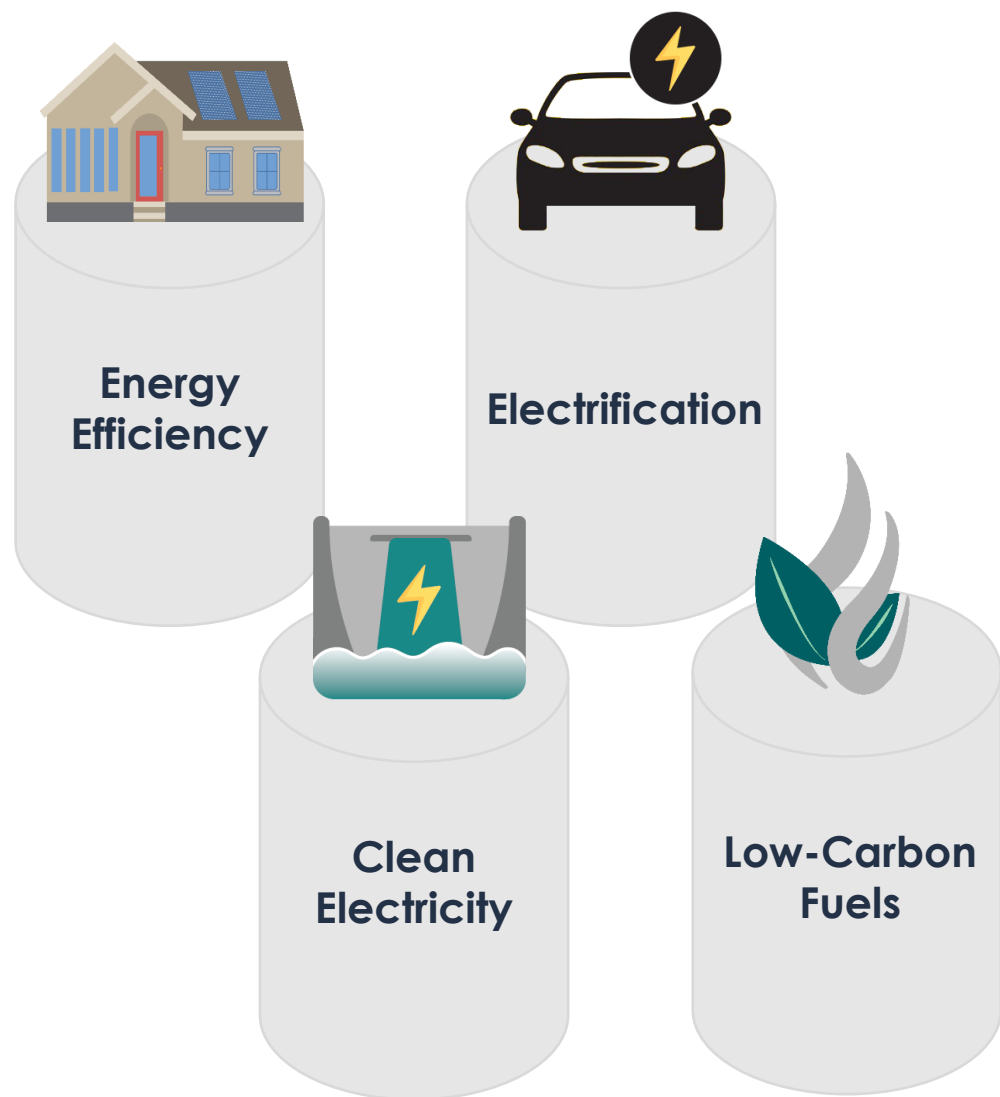 Energy
Efficiency
Electrification
Clean
Electricity
Low-Carbon
Fuels